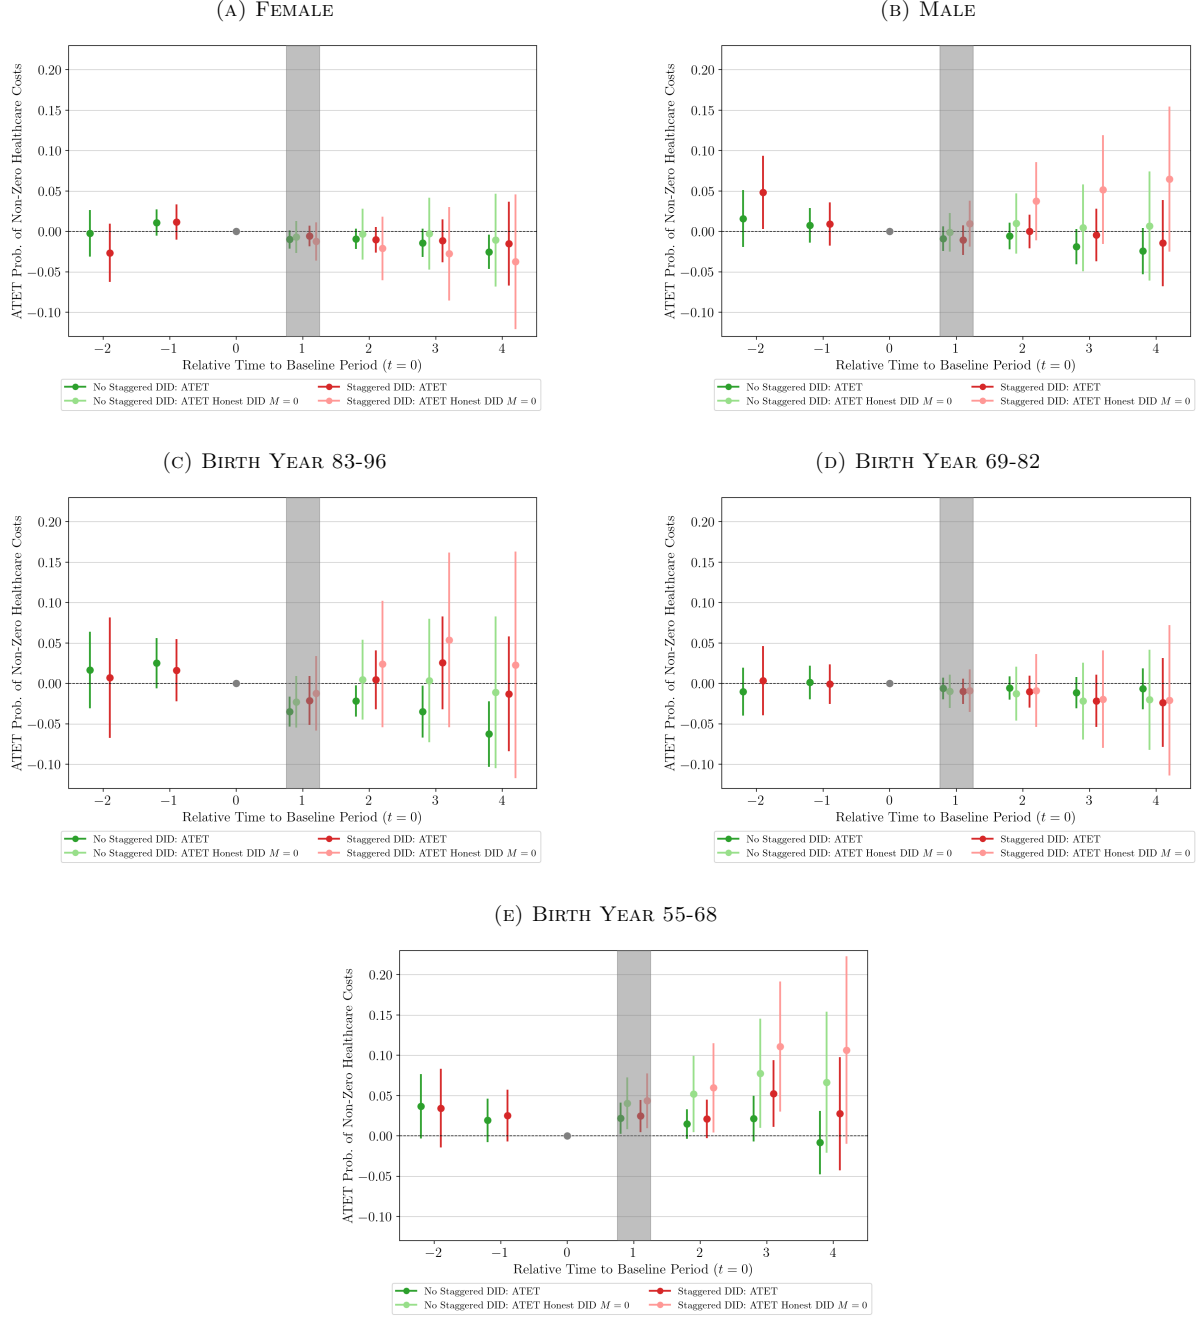 (A) FEMALE
ATET Prob. of Non-Zero Healthcare Costs
0.20
0.15
0.10
0.05
0.00
−0.05
−0.10
−2 −1 0 1 2 3 4
Relative Time to Baseline Period (t = 0)
No Staggered DID: ATET
No Staggered DID: ATET Honest DID M = 0
Staggered DID: ATET
Staggered DID: ATET Honest DID M = 0
(B) MALE
ATET Prob. of Non-Zero Healthcare Costs
0.20
0.15
0.10
0.05
0.00
−0.05
−0.10
−2 −1 0 1 2 3 4
Relative Time to Baseline Period (t = 0)
No Staggered DID: ATET
No Staggered DID: ATET Honest DID M = 0
Staggered DID: ATET
Staggered DID: ATET Honest DID M = 0
(C) BIRTH YEAR 83-96
ATET Prob. of Non-Zero Healthcare Costs
0.20
0.15
0.10
0.05
0.00
−0.05
−0.10
−2 −1 0 1 2 3 4
Relative Time to Baseline Period (t = 0)
No Staggered DID: ATET
No Staggered DID: ATET Honest DID M = 0
Staggered DID: ATET
Staggered DID: ATET Honest DID M = 0
(D) BIRTH YEAR 69-82
ATET Prob. of Non-Zero Healthcare Costs
0.20
0.15
0.10
0.05
0.00
−0.05
−0.10
−2 −1 0 1 2 3 4
Relative Time to Baseline Period (t = 0)
No Staggered DID: ATET
No Staggered DID: ATET Honest DID M = 0
Staggered DID: ATET
Staggered DID: ATET Honest DID M = 0
(E) BIRTH YEAR 55-68
ATET Prob. of Non-Zero Healthcare Costs
0.20
0.15
0.10
0.05
0.00
−0.05
−0.10
−2 −1 0 1 2 3 4
Relative Time to Baseline Period (t = 0)
No Staggered DID: ATET
No Staggered DID: ATET Honest DID M = 0
Staggered DID: ATET
Staggered DID: ATET Honest DID M = 0